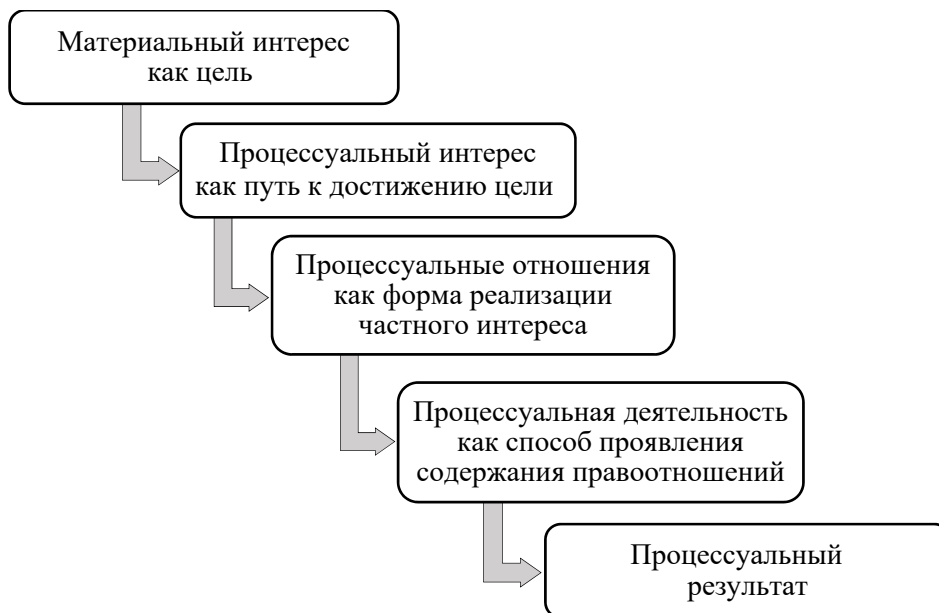 Материальный интерес
как цель
Процессуальный интерес
как путь к достижению цели
Процессуальные отношения
как форма реализации
частного интереса
Процессуальная деятельность
как способ проявления
содержания правоотношений
Процессуальный
результат